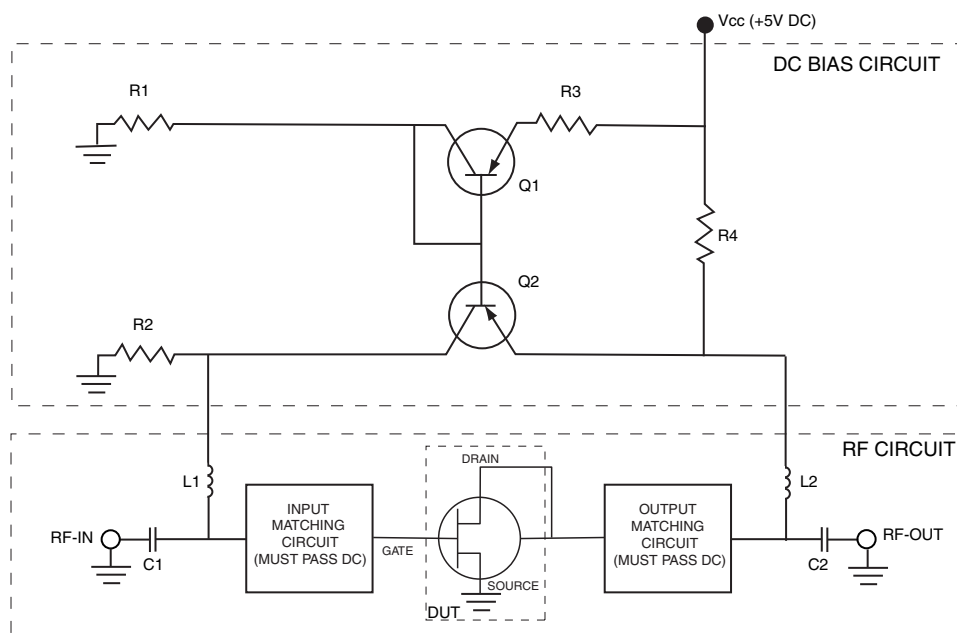 Vcc (+5V DC)
DC BIAS CIRCUIT
R1
R3
Q1
R4
Q2
R2
RF CIRCUIT
DRAIN
L1
L2
INPUT
MATCHING
CIRCUIT
(MUST PASS DC)
OUTPUT
MATCHING
CIRCUIT
(MUST PASS DC)
RF-IN
C1
GATE
SOURCE
DUT
C2
RF-OUT